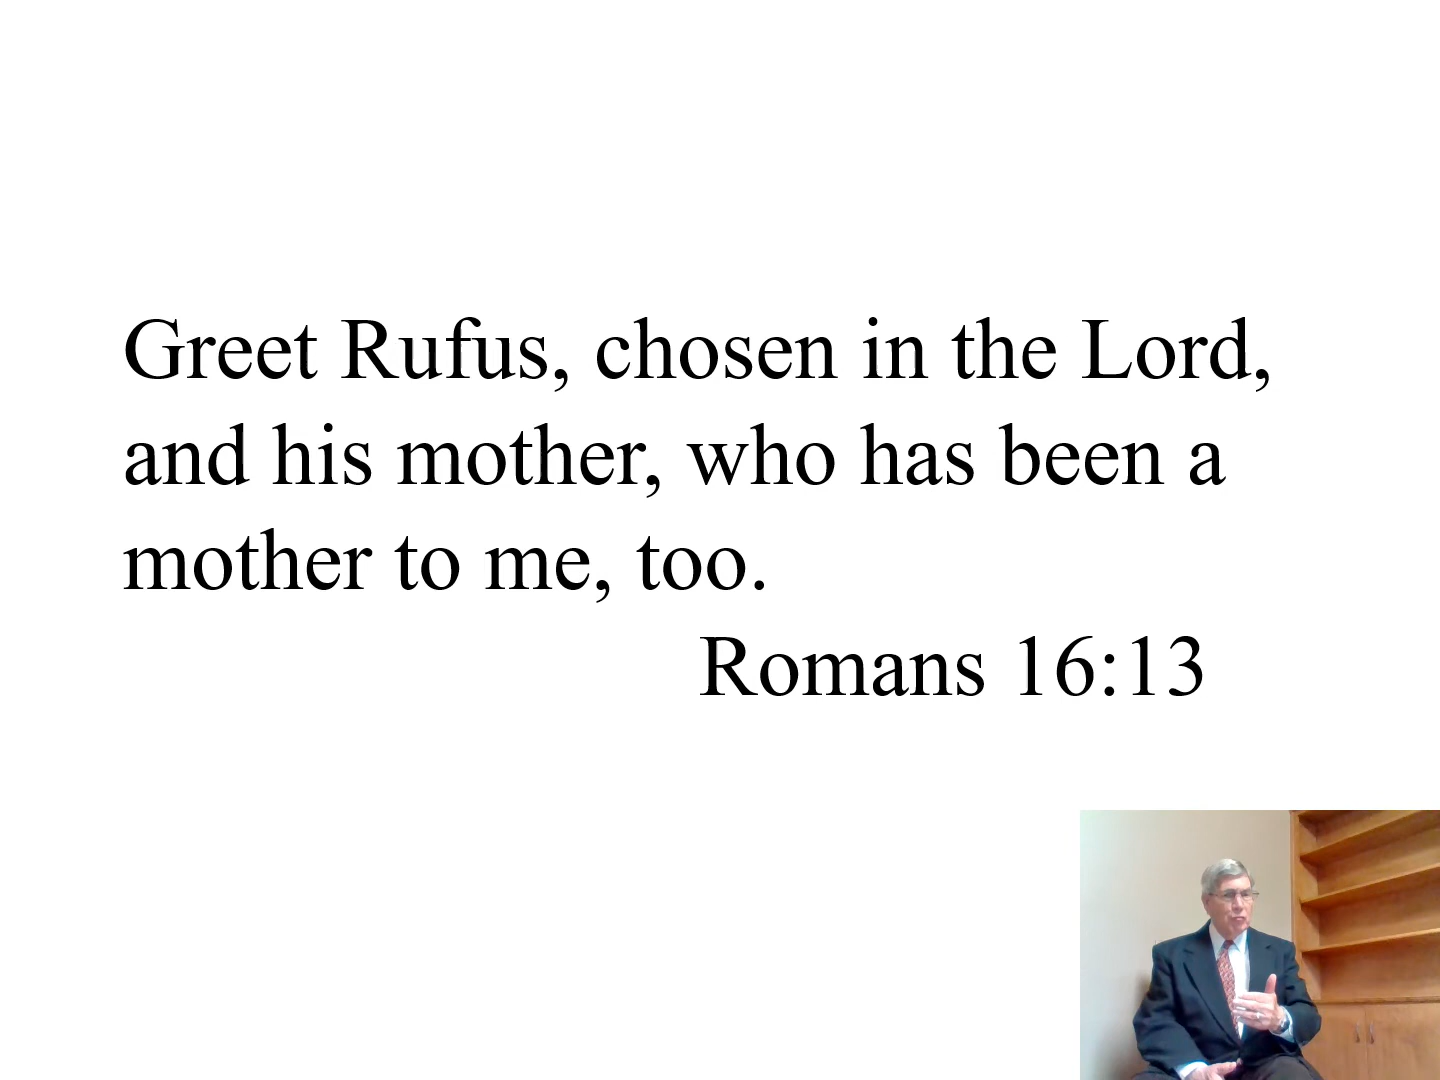 Greet Rufus, chosen in the Lord,
and his mother, who has been a
mother to me, too.
Romans 16:13